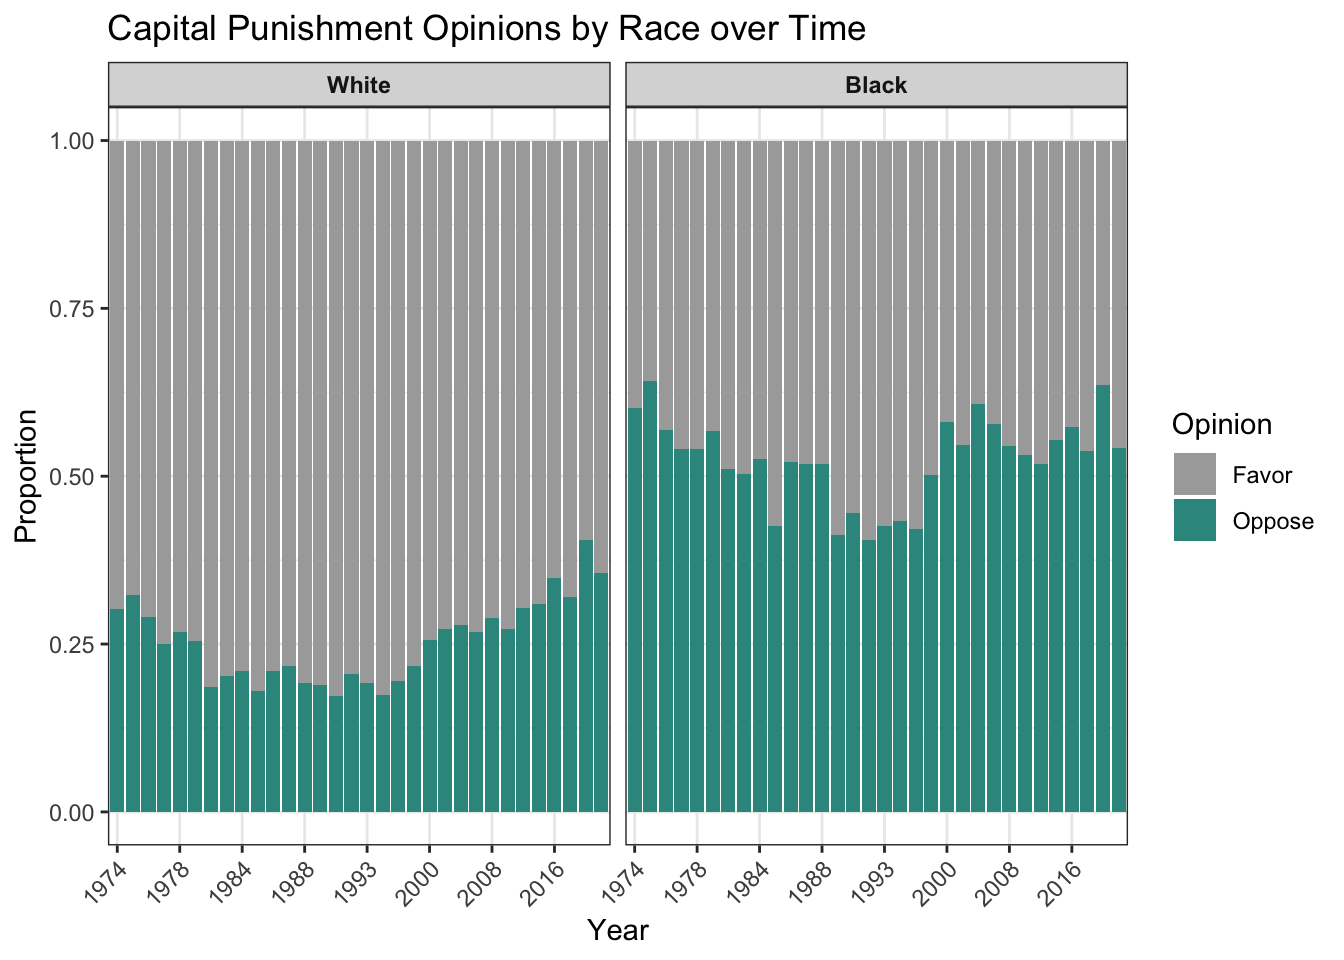 Capital Punishment Opinions by Race over Time
White
Black
1.00
0.75
0.50
0.25
0.00
Proportion
1974
1978
1984
1988
1993
2000
2008
2016
1974
1978
1984
1988
1993
2000
2008
2016
Year
Opinion
Favor
Oppose